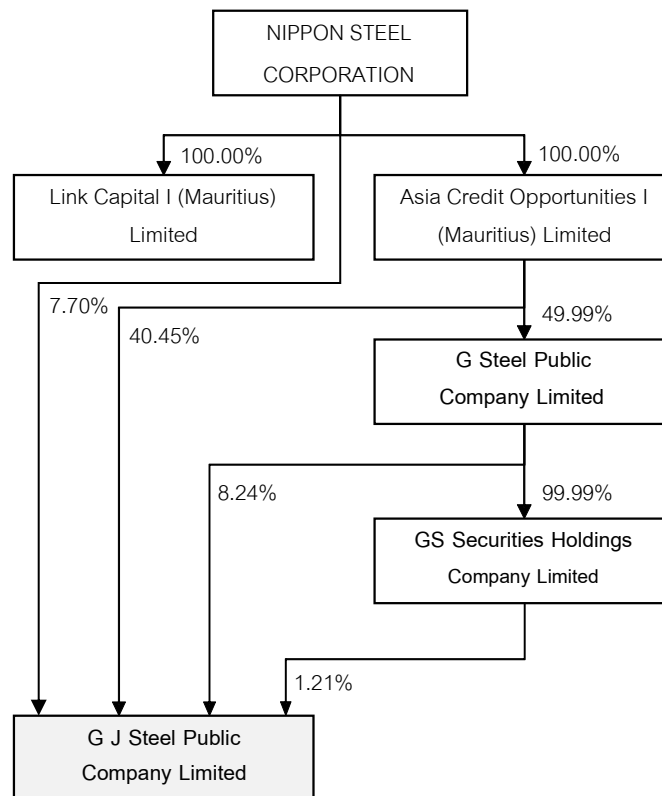 NIPPON STEEL
CORPORATION
100.00%
100.00%
Link Capital I (Mauritius)
Limited
Asia Credit Opportunities I
(Mauritius) Limited
7.70%
40.45%
49.99%
G Steel Public
Company Limited
8.24%
99.99%
GS Securities Holdings
Company Limited
1.21%
G J Steel Public
Company Limited